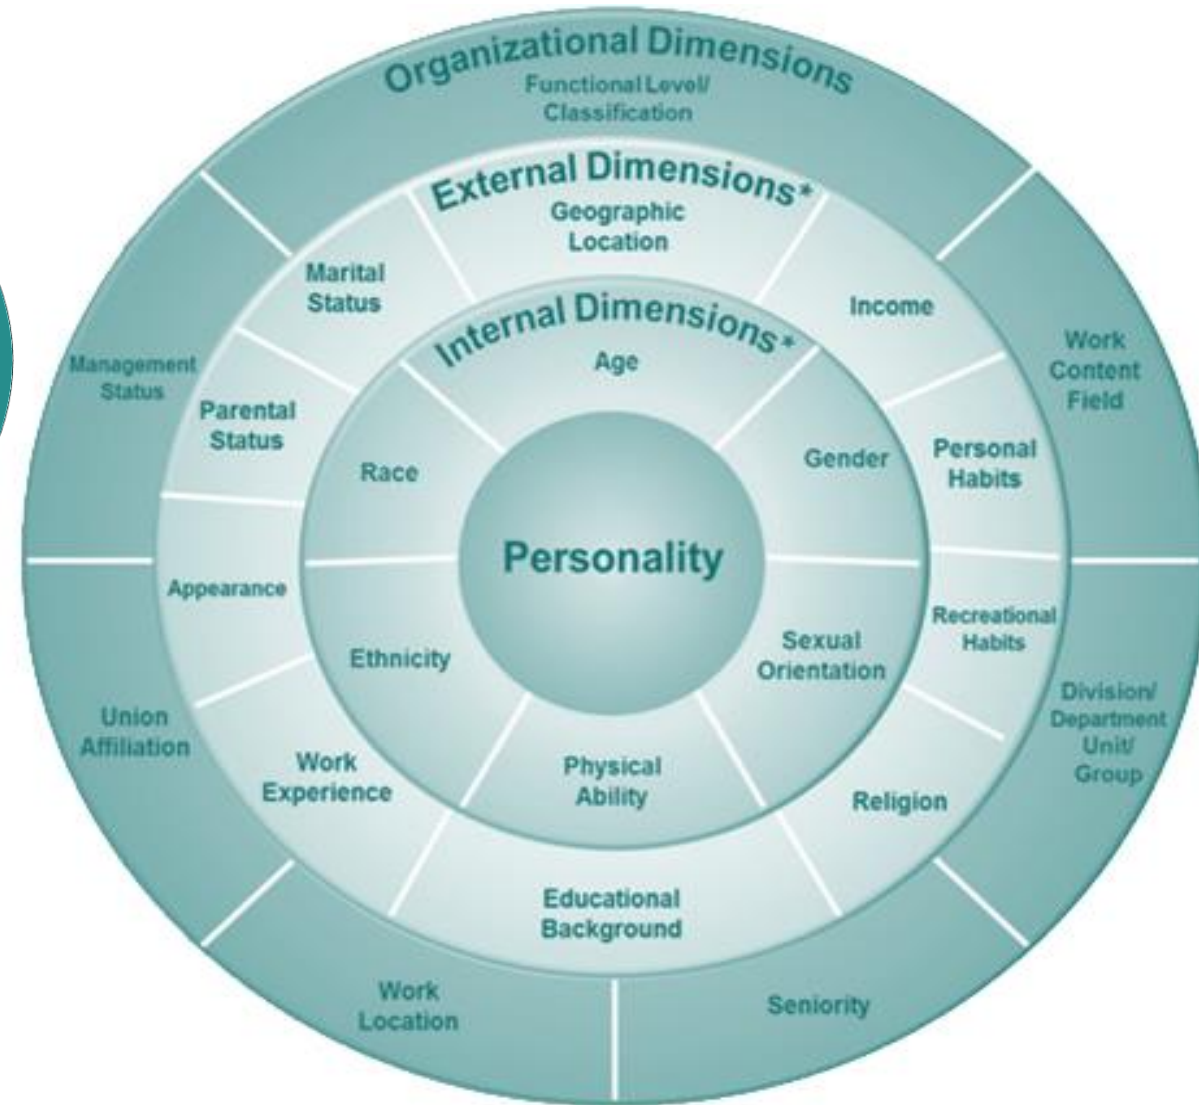 Organizational Dimensions
Functional Level/
Classification
External Dimensions*
Geographic
Location
Marital
Status
Income
Internal Dimensions*
Age
Work
Content
Field
Management
Status
Parental
Status
Race
Gender
Personal
Habits
Personality
Appearance
Recreational
Habits
Ethnicity
Sexual
Orientation
Division/
Department
Unit/
Group
Union
Affiliation
Work
Experience
Physical
Ability
Religion
Educational
Background
Work
Location
Seniority